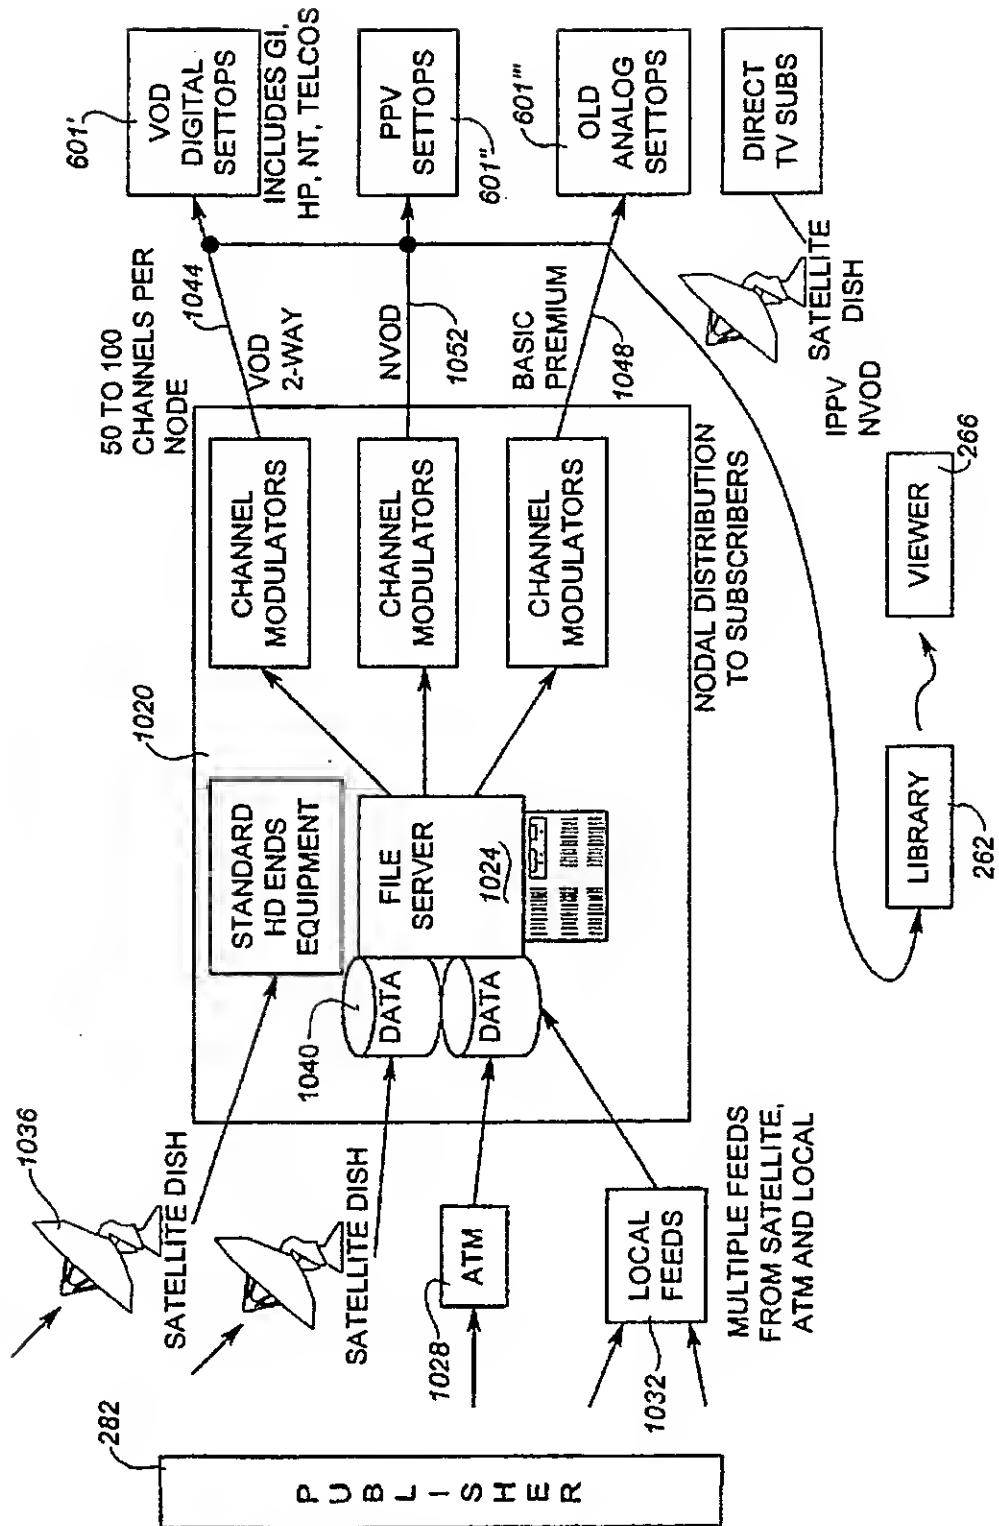 282
PUBLISHER
1036
SATELLITE DISH
SATELLITE DISH
1028
ATM
1032
LOCAL
FEEDS
MULTIPLE FEEDS
FROM SATELLITE,
ATM AND LOCAL
1020
STANDARD
HD ENDS
EQUIPMENT
1040
DATA
DATA
FILE
SERVER
1024
CHANNEL
MODULATORS
CHANNEL
MODULATORS
CHANNEL
MODULATORS
NODAL DISTRIBUTION
TO SUBSCRIBERS
50 TO 100
CHANNELS PER
NODE
1044
VOD
2-WAY
NVOD
1052
BASIC
PREMIUM
1048
601'
VOD
DIGITAL
SETTOPS
INCLUDES GI,
HP, NT, TELCOS
PPV
SETTOPS
601"
601'''
OLD
ANALOG
SETTOPS
DIRECT
TV SUBS
SATELLITE
DISH
IPPV
NVOD
LIBRARY
262
VIEWER
266